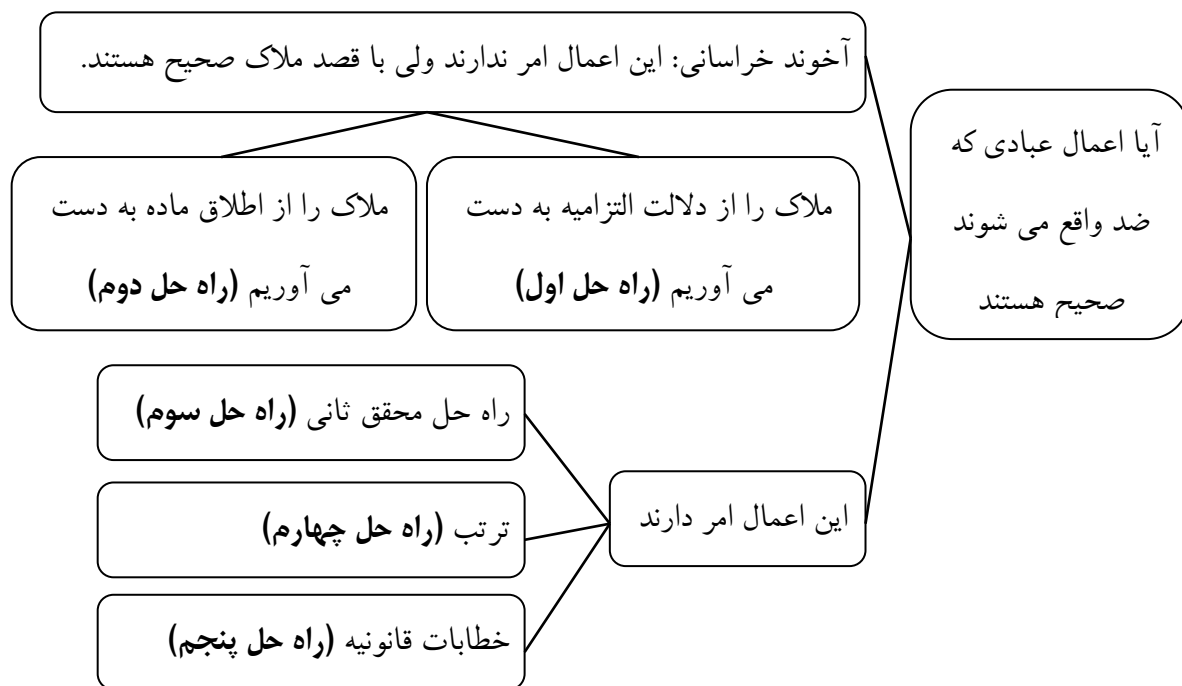 آیا اعمال عبادی که
ضد واقع می شوند
صحیح هستند
آخوند خراسانی: این اعمال امر ندارند ولی با قصد ملاک صحیح هستند.
ملاک را از دلالت التزامیه به دست
می آوریم (راه حل اول)
ملاک را از اطلاق ماده به دست
می آوریم (راه حل دوم)
این اعمال امر دارند
راه حل محقق ثانی (راه حل سوم)
ترتب (راه حل چهارم)
خطابات قانونیه (راه حل پنجم)